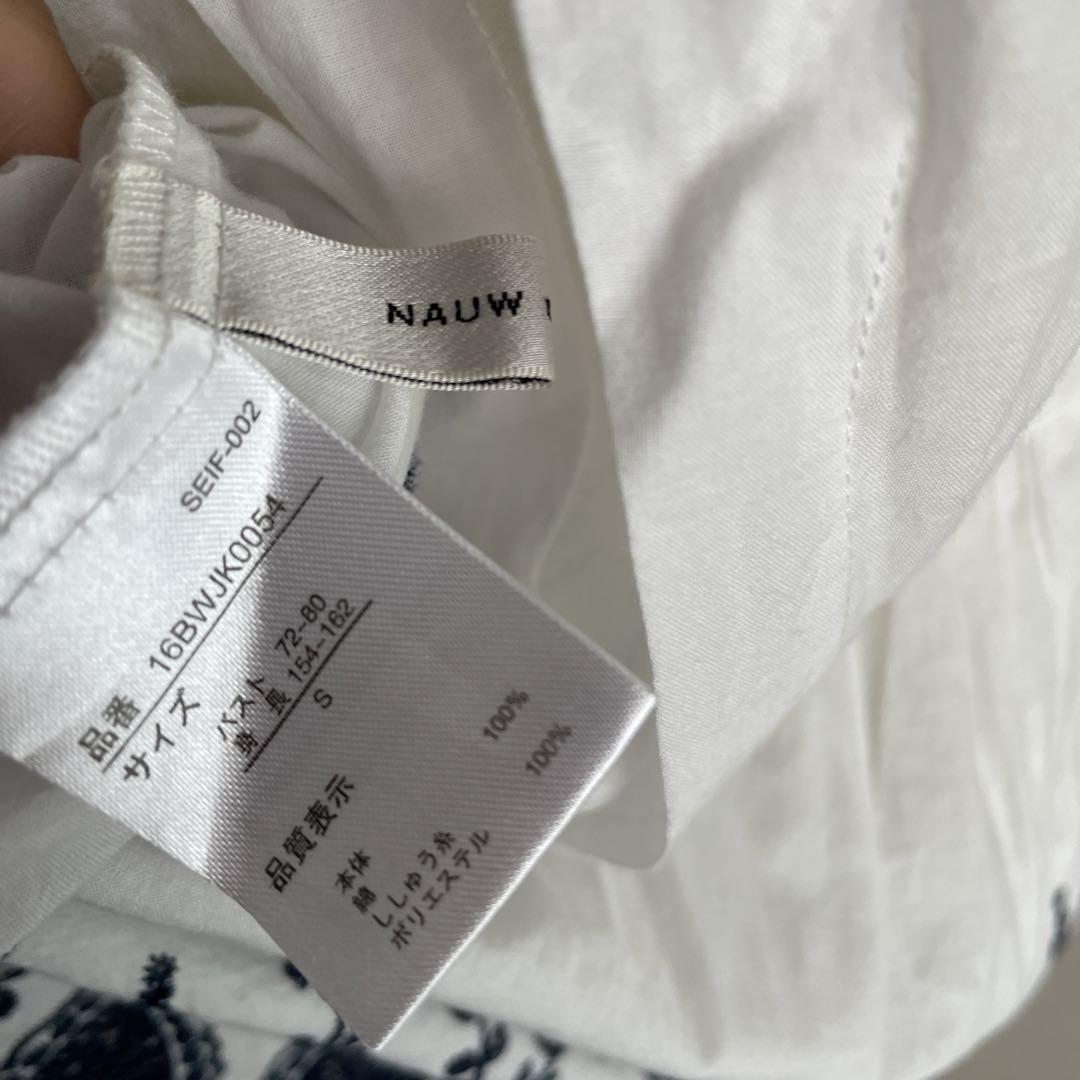 NAUW
SEIF-002
品番 16BWJK0054
サイズ
バスト 72-80
身長 154-162
S
品質表示
本体
綿 100%
ししゅう糸
ポリエステル 100%